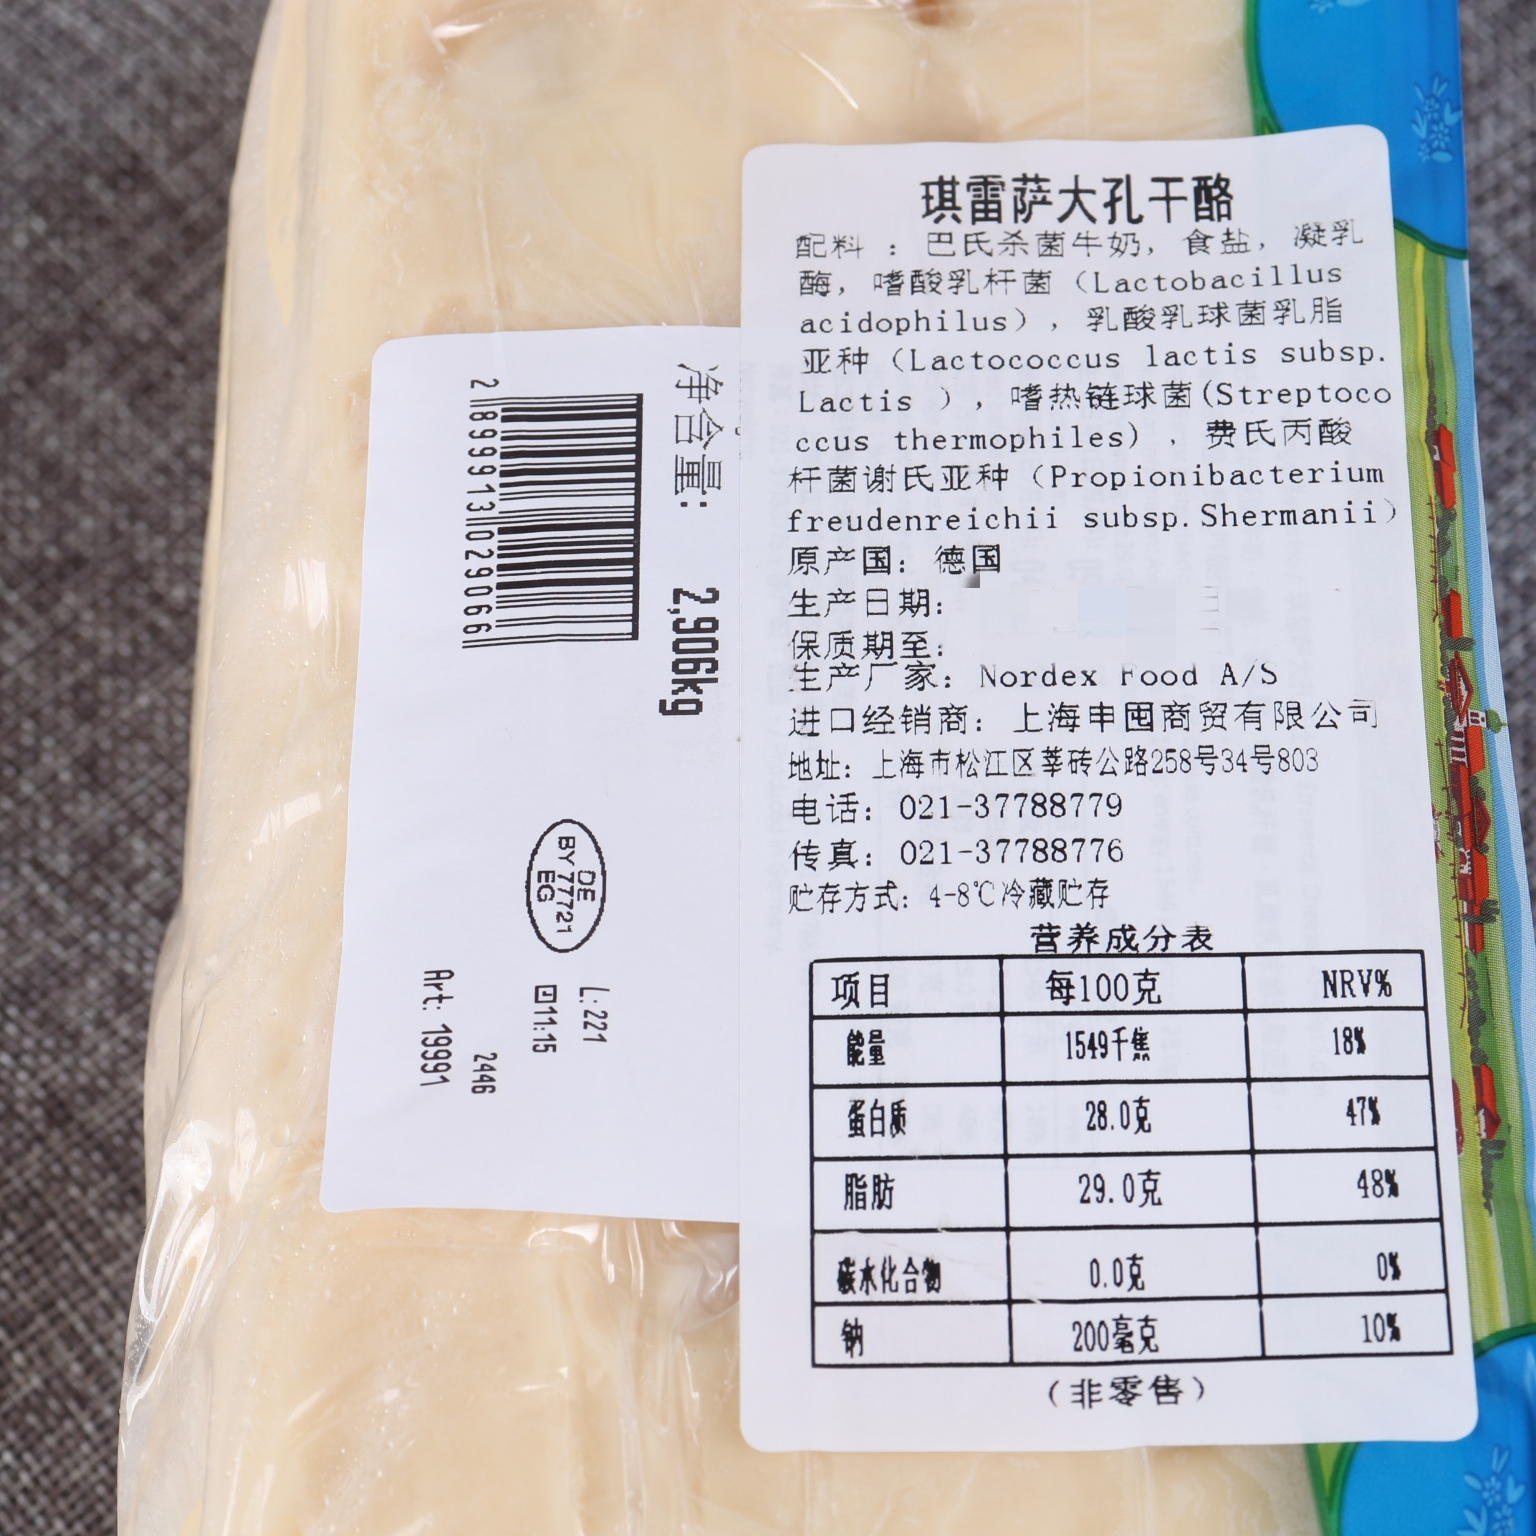 琪雷萨大孔干酪
配料 ： 巴氏杀菌牛奶， 食盐， 凝乳
酶， 嗜酸乳杆菌（Lactobacillus
acidophilus）, 乳酸乳球菌乳脂
亚种（Lactococcus lactis subsp.
Lactis ）, 嗜热链球菌(Streptoco
ccus thermophiles) , 费氏丙酸
杆菌谢氏亚种（Propionibacterium
freudenreichii subsp.Shermanii）
原产国： 德国
生产日期：
保质期至：
生产厂家： Nordex Food A/S
进口经销商： 上海申囤商贸有限公司
地址： 上海市松江区莘砖公路258号34号803
电话： 021-37788779
传真： 021-37788776
贮存方式： 4-8℃冷藏贮存
营养成分表
项目 每100克 NRV%
能量 1549千焦 18%
蛋白质 28.0克 47%
脂肪 29.0克 48%
碳水化合物 0.0克 0%
钠 200毫克 10%
（非零售）
净含量: 2,906kg
2 899913 029066
DE
BY 77721
EG
L: 221
11:15
2446
Art: 19991